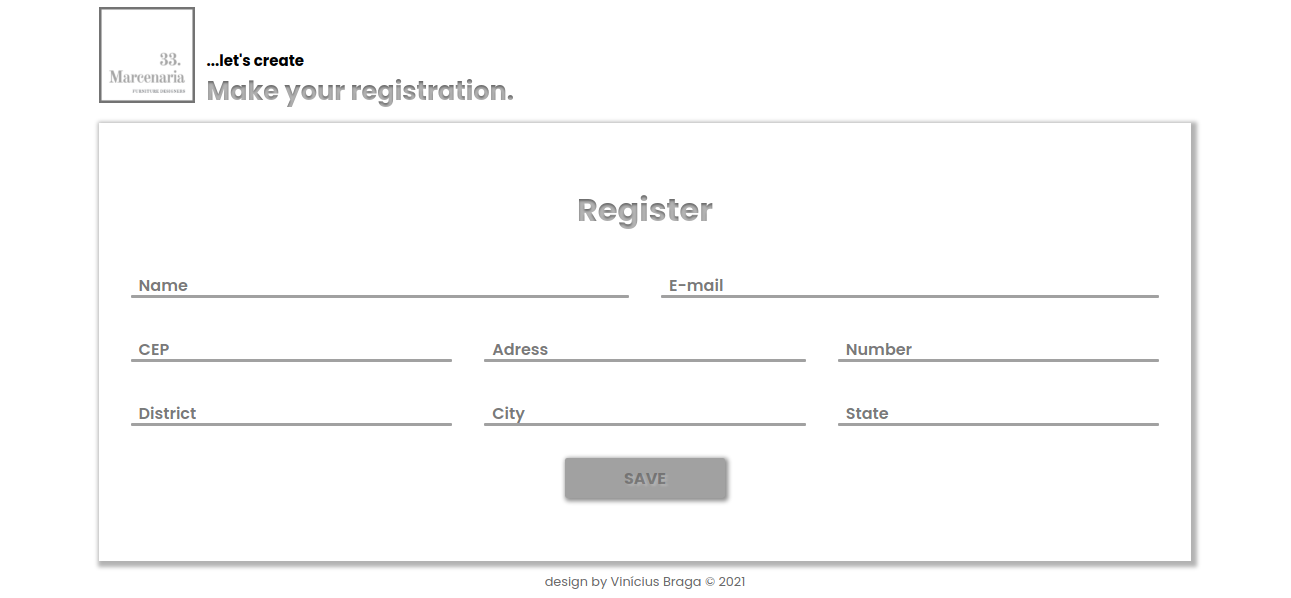 33.
Marcenaria
FURNITURE DESIGNERS
...let's create
Make your registration.
Register
Name E-mail
CEP Adress Number
District City State
SAVE
design by Vinícius Braga © 2021